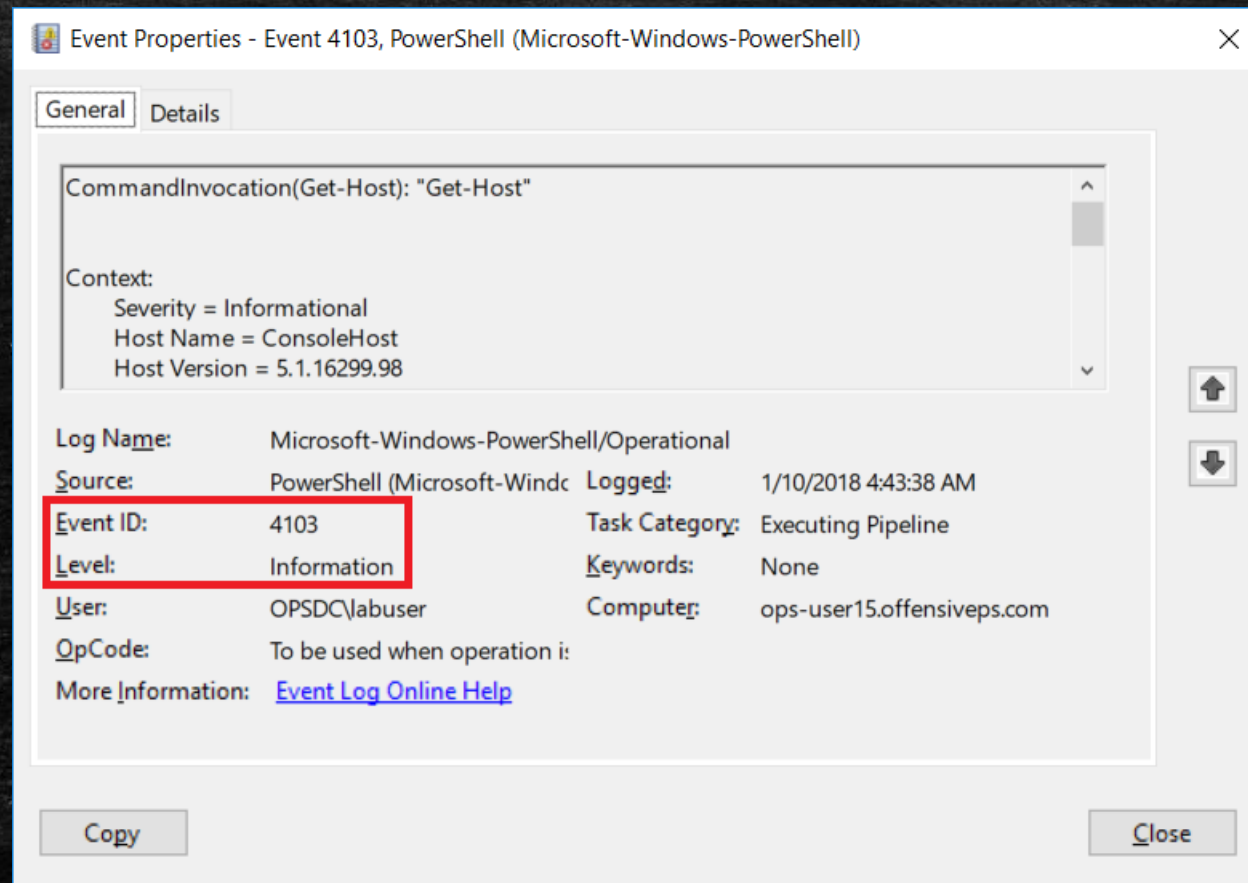 Event Properties - Event 4103, PowerShell (Microsoft-Windows-PowerShell)
General Details
CommandInvocation(Get-Host): "Get-Host"
Context:
Severity = Informational
Host Name = ConsoleHost
Host Version = 5.1.16299.98
Log Name: Microsoft-Windows-PowerShell/Operational
Source: PowerShell (Microsoft-Windc Logged: 1/10/2018 4:43:38 AM
Event ID: 4103 Task Category: Executing Pipeline
Level: Information Keywords: None
User: OPSDC\labuser Computer: ops-user15.offensiveps.com
OpCode: To be used when operation is
More Information: Event Log Online Help
Copy Close